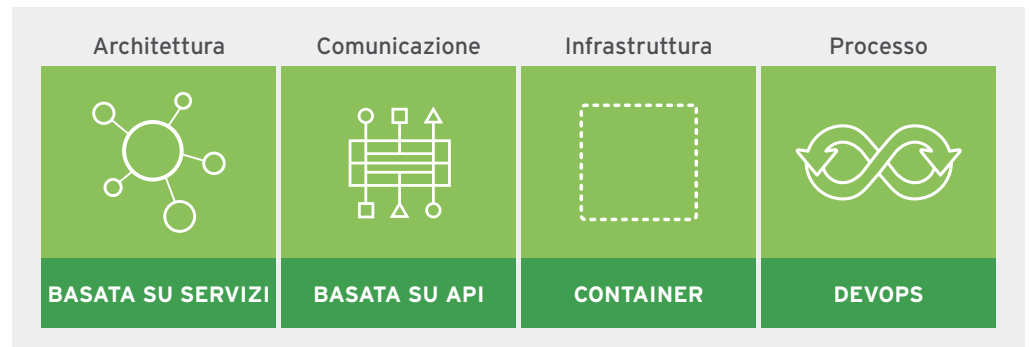 Architettura
Comunicazione
Infrastruttura
Processo
BASATA SU SERVIZI
BASATA SU API
CONTAINER
DEVOPS